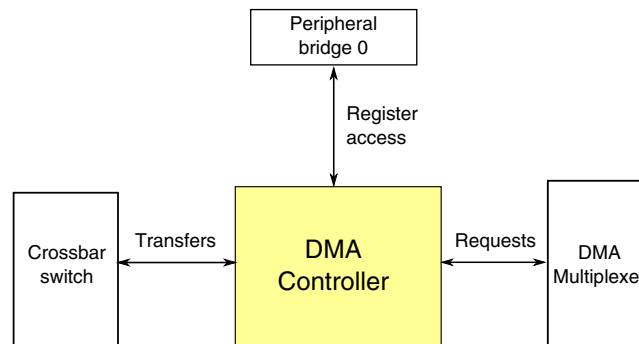 Peripheral
bridge 0
Register
access
Crossbar
switch
Transfers
DMA
Controller
Requests
DMA
Multiplexe